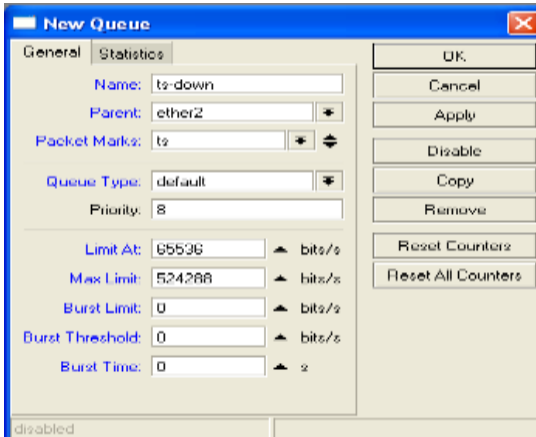 New Queue
General Statistics
Name: ts-down
Parent: ether2
Packet Marks: ts
Queue Type: default
Priority: 8
Limit At: 65536 bits/s
Max Limit: 524288 bits/s
Burst Limit: 0 bits/s
Burst Threshold: 0 bits/s
Burst Time: 0 s
OK
Cancel
Apply
Disable
Copy
Remove
Reset Counters
Reset All Counters
disabled